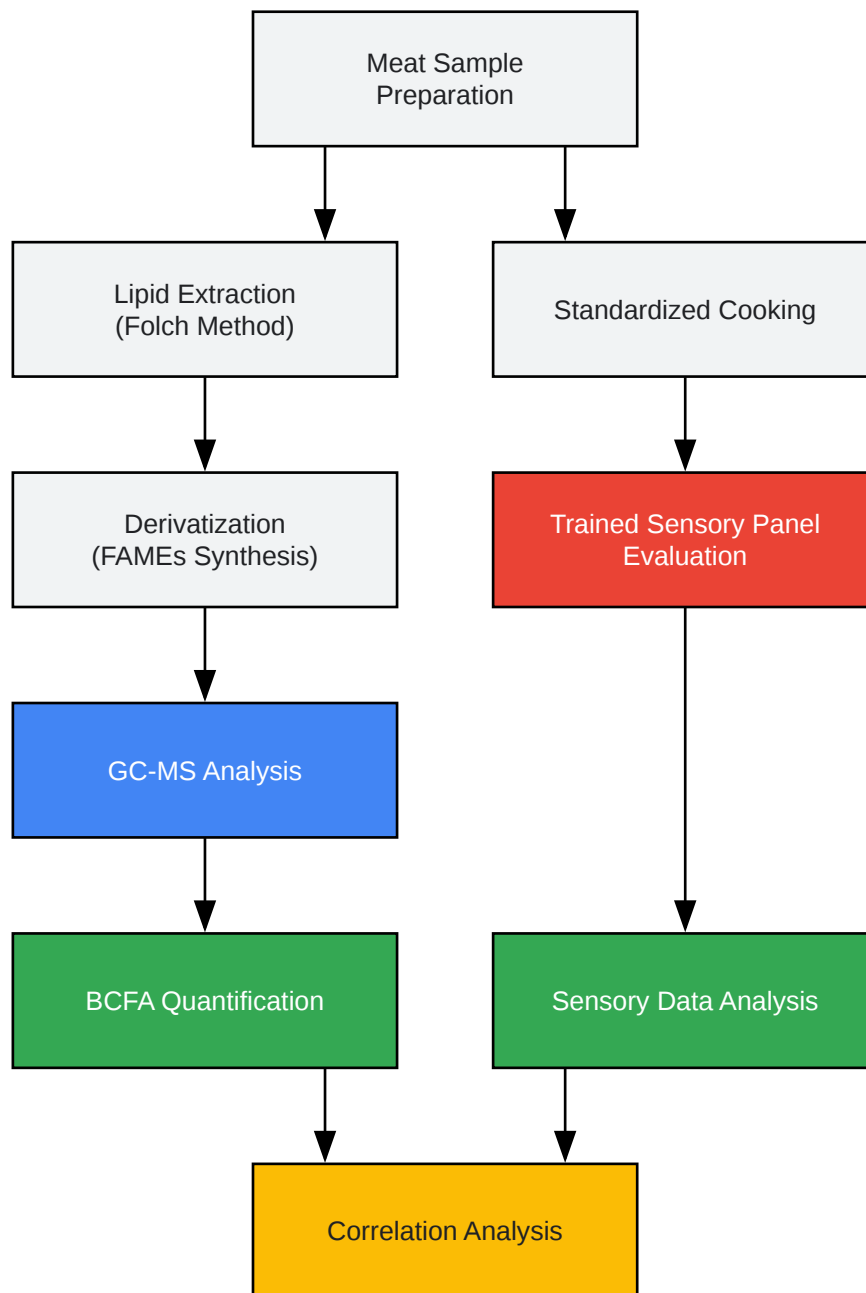 Meat Sample
Preparation
Lipid Extraction
(Folch Method)
Standardized Cooking
Derivatization
(FAMEs Synthesis)
Trained Sensory Panel
Evaluation
GC-MS Analysis
BCFA Quantification
Sensory Data Analysis
Correlation Analysis